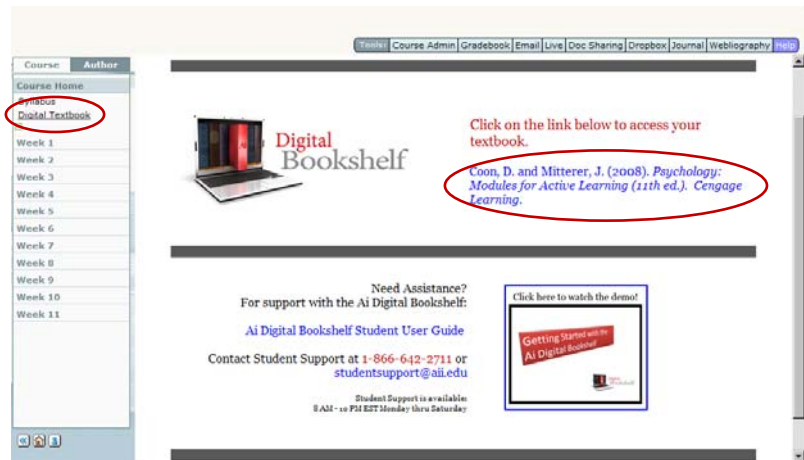 Tools: Course Admin Gradebook Email Live Doc Sharing Dropbox Journal Webliography Help
Course Author
Course Home
Syllabus
Digital Textbook
Week 1
Week 2
Week 3
Week 4
Week 5
Week 6
Week 7
Week 8
Week 9
Week 10
Week 11
Digital
Bookshelf
Click on the link below to access your
textbook.
Coon, D. and Mitterer, J. (2008). Psychology:
Modules for Active Learning (11th ed.). Cengage
Learning.
Need Assistance?
For support with the Ai Digital Bookshelf:
Ai Digital Bookshelf Student User Guide
Contact Student Support at 1-866-642-2711 or
studentsupport@aii.edu
Student Support is available:
8 AM - 10 PM EST Monday thru Saturday
Click here to watch the demo!
Getting Started with the
Ai Digital Bookshelf